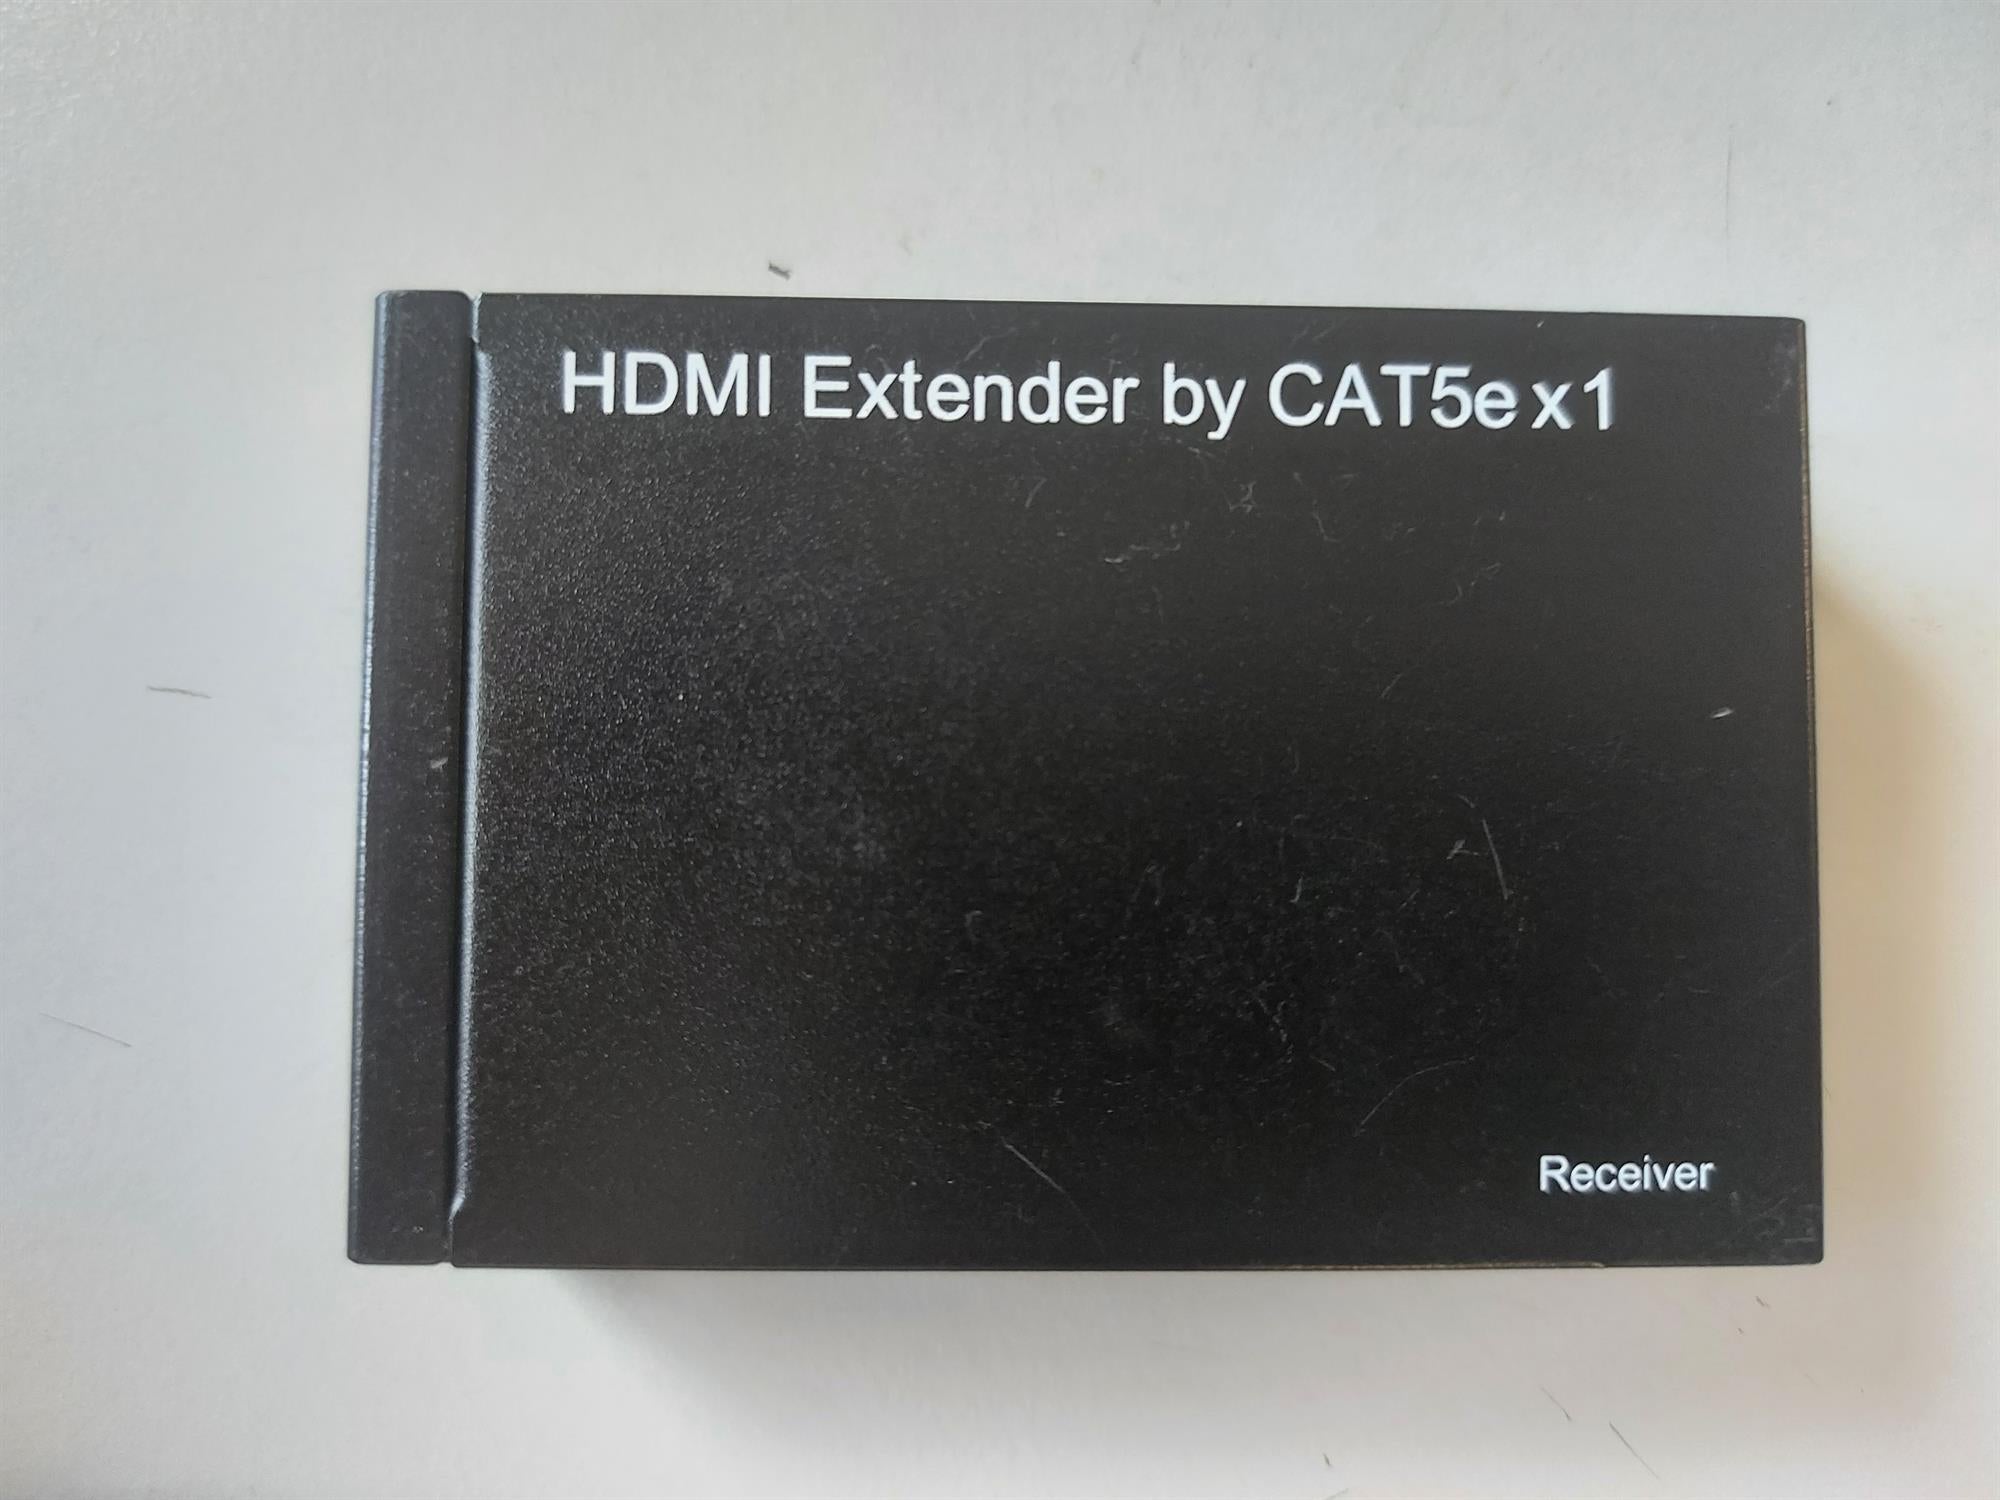 HDMI Extender by CAT5e x1
Receiver